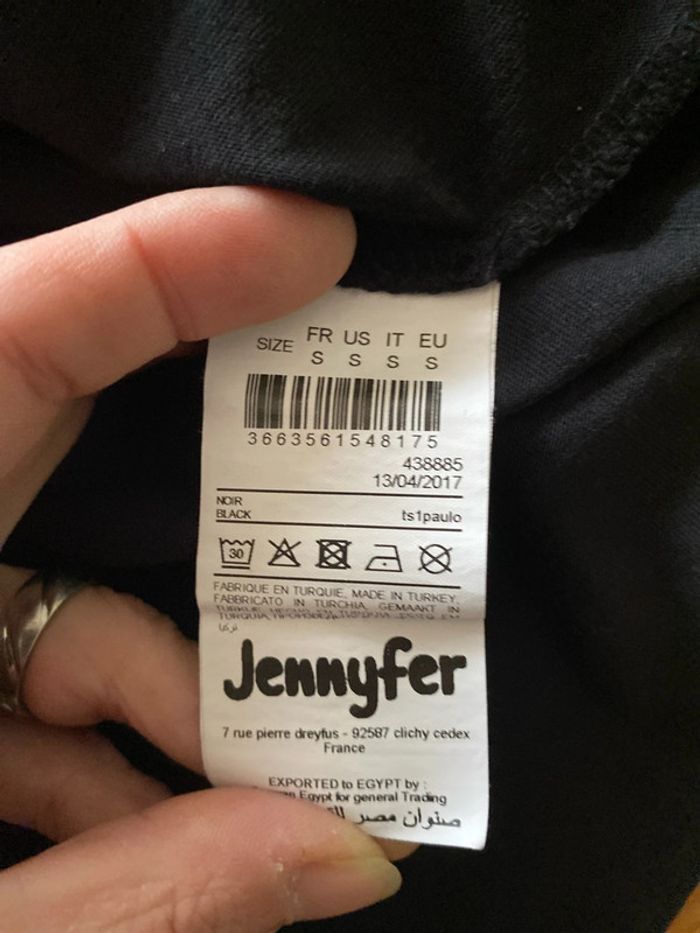 SIZE FR US IT EU
S S S S
3663561548175
438885
13/04/2017
NOIR
BLACK ts1paulo
30
FABRIQUE EN TURQUIE, MADE IN TURKEY,
FABBRICATO IN TURCHIA, GEMAAKT IN
TURQUIA,
تركيا
Jennyfer
7 rue pierre dreyfus - 92587 clichy cedex
France
EXPORTED to EGYPT by :
Egypt for general Trading
صنوان مصر